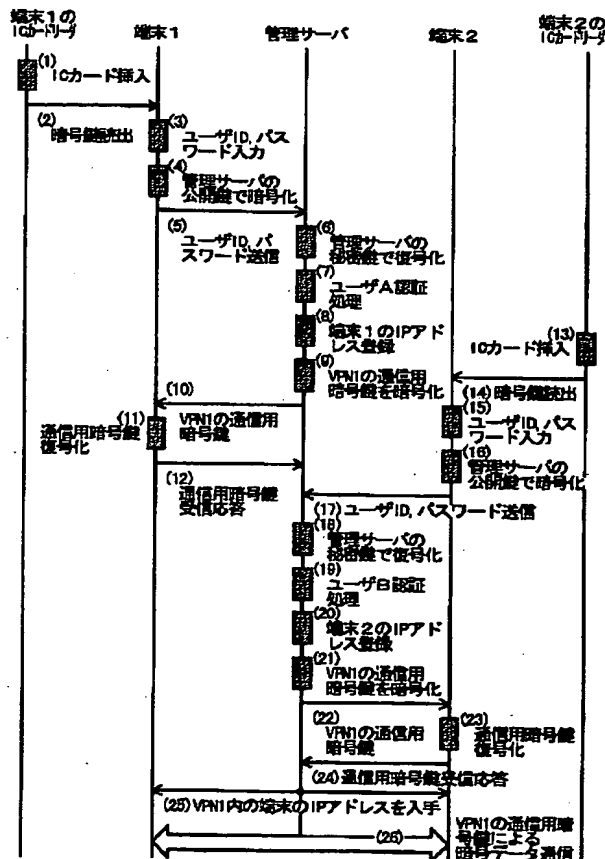 端末1の
ICカードリーダ
端末1
管理サーバ
端末2
端末2の
ICカードリーダ
(1)
ICカード挿入
(2)
暗号鍵読出
(3)
ユーザID, パス
ワード入力
(4)
管理サーバの
公開鍵で暗号化
(5)
ユーザID, パ
スワード送信
(6)
管理サーバの
秘密鍵で復号化
(7)
ユーザA認証
処理
(8)
端末1のIPアド
レス登録
(9)
VPN1の通信用
暗号鍵を暗号化
(10)
VPN1の通信用
暗号鍵
(11)
通信用暗号鍵
復号化
(12)
通信用暗号鍵
受信応答
(13)
ICカード挿入
(14)暗号鍵読出
(15)
ユーザID, パス
ワード入力
(16)
管理サーバの
公開鍵で暗号化
(17)ユーザID, パスワード送信
(18)
管理サーバの
秘密鍵で復号化
(19)
ユーザB認証
処理
(20)
端末2のIPアド
レス登録
(21)
VPN1の通信用
暗号鍵を暗号化
(22)
VPN1の通信用
暗号鍵
(23)
通信用暗号鍵
復号化
(24)通信用暗号鍵受信応答
(25)VPN1内の端末のIPアドレスを入手
(26)
VPN1の通信用暗
号鍵による
暗号データ通信